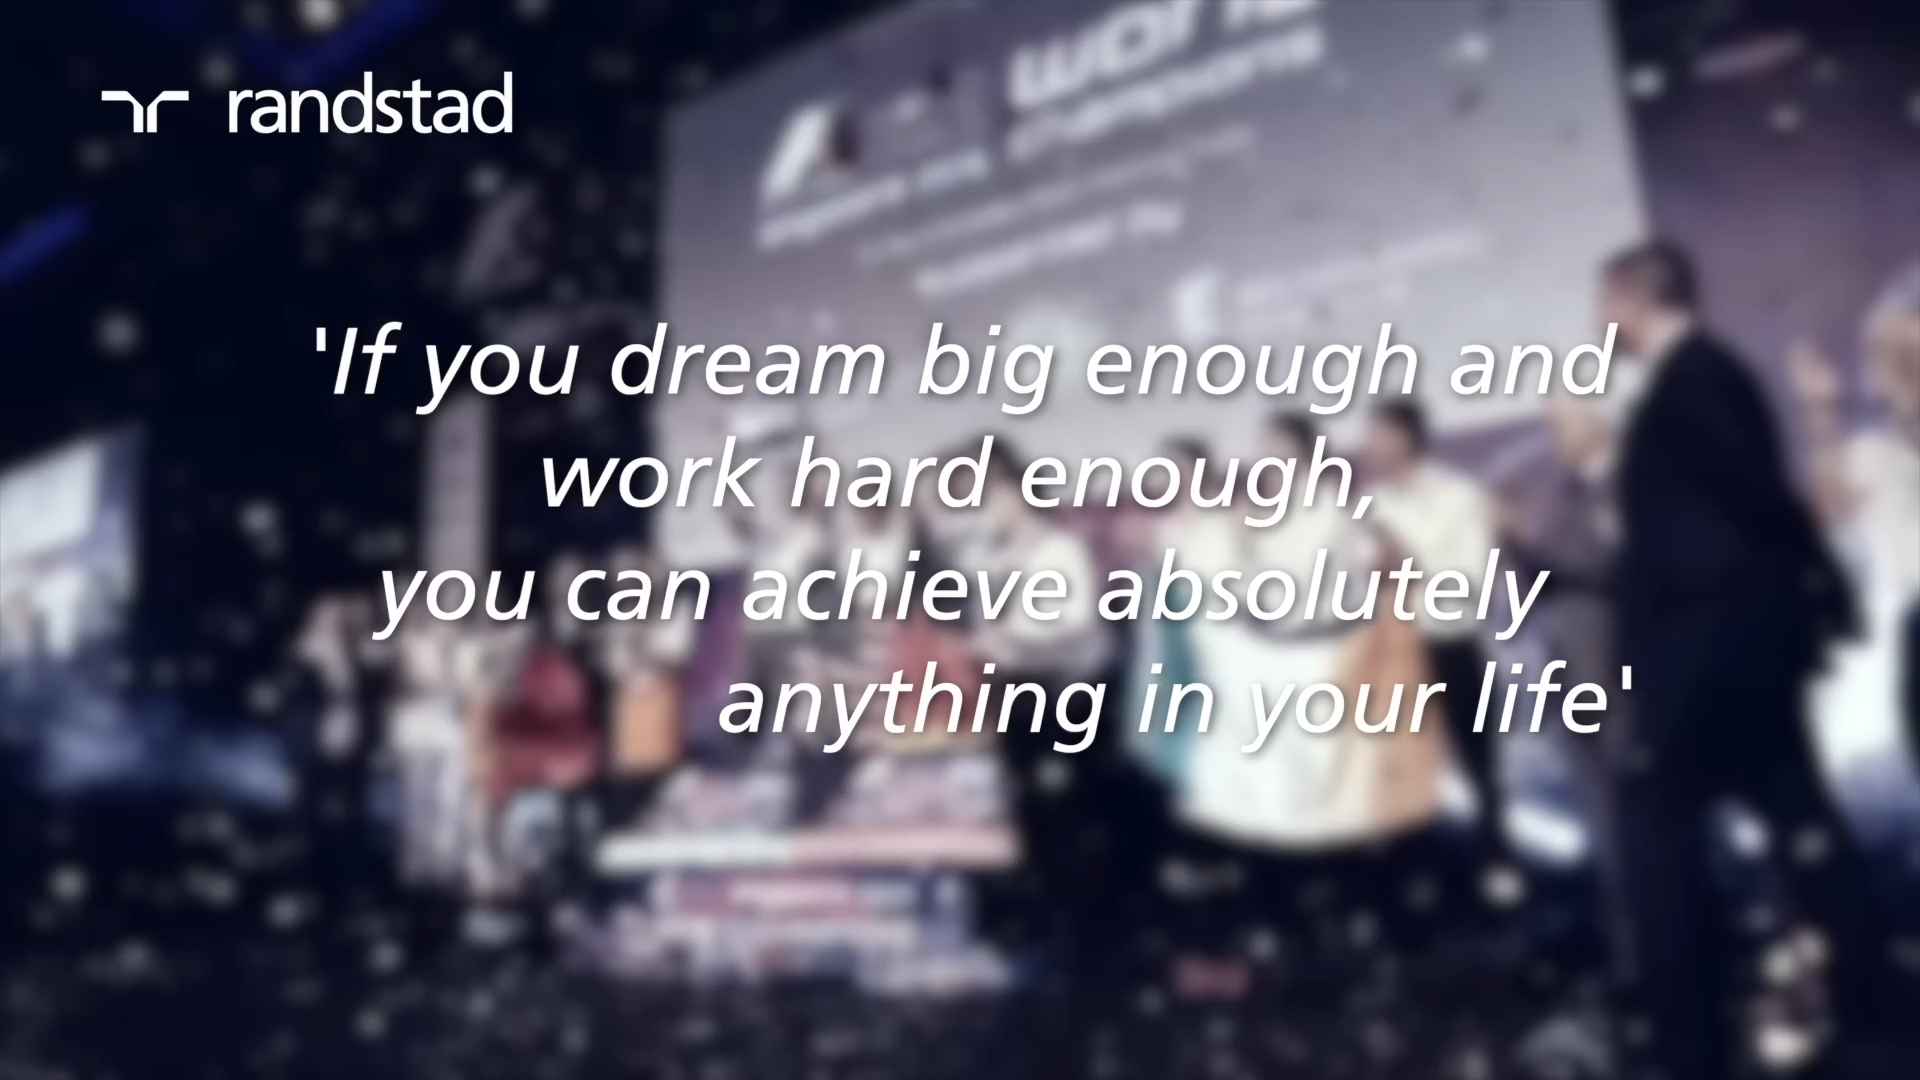 randstad
'If you dream big enough and
work hard enough,
you can achieve absolutely
anything in your life'